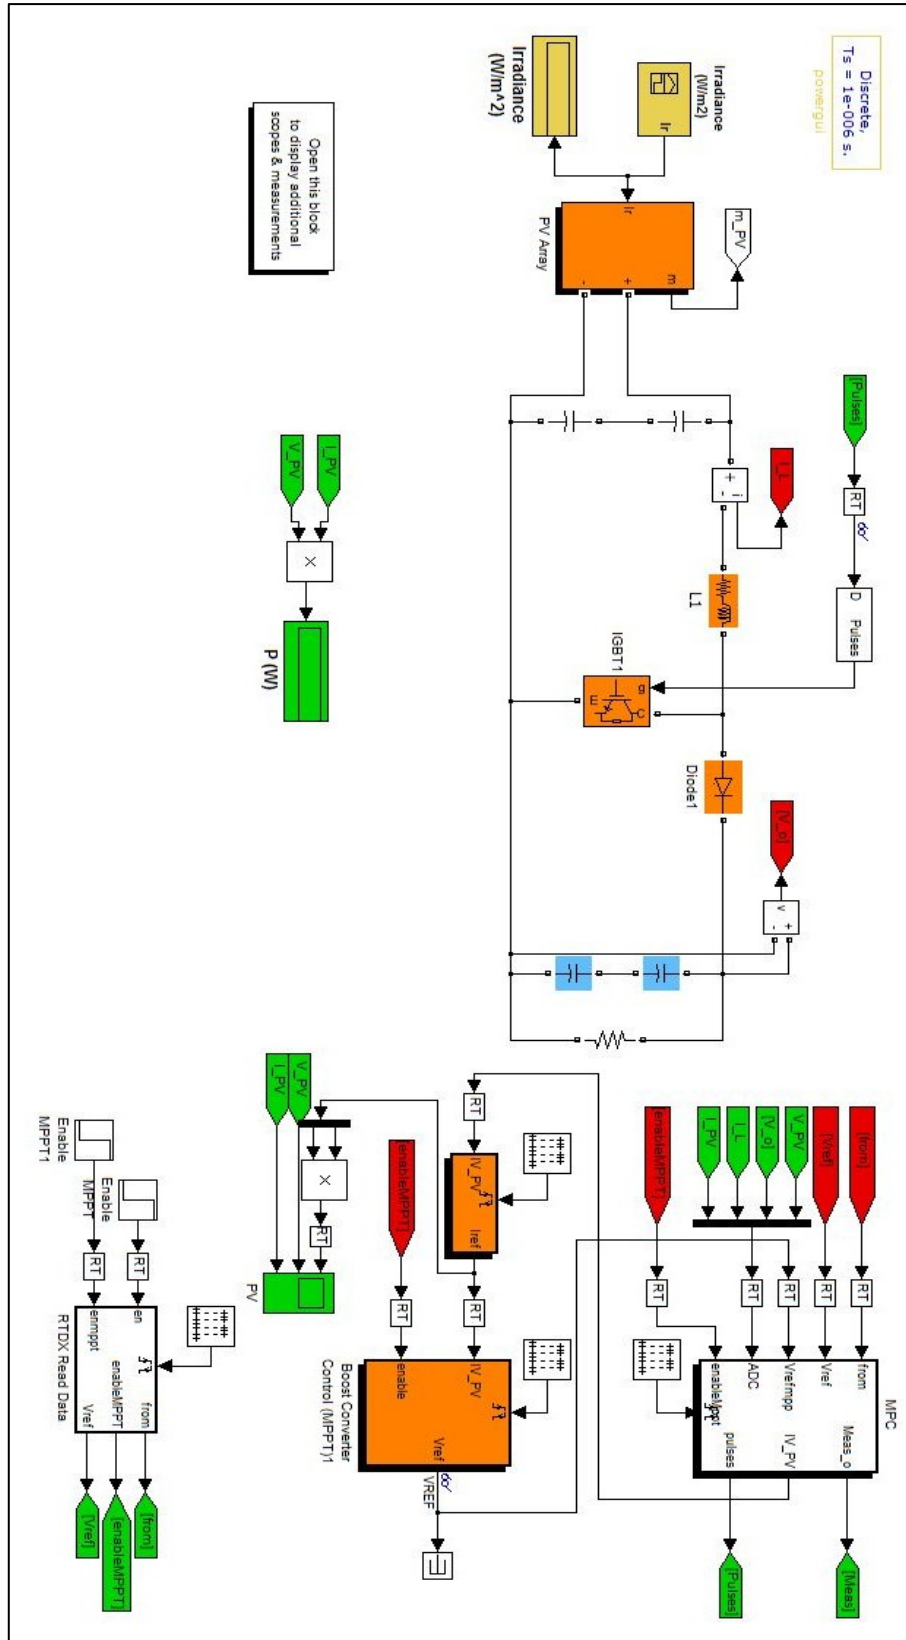 Discrete,
Ts = 1e-006 s.
powergui
Irradiance
(W/m2)
Ir
Irradiance
(W/m^2)
Ir
m
+
-
PV Array
m_PV
Open this block
to display additional
scopes & measurements
[Pulses]
RT
D
Pulses
I_L
i
+
-
L1
g
C
E
IGBT1
Diode1
[V_o]
v
+
-
I_PV
V_PV
×
P (W)
[from]
[Vref]
V_PV
[V_o]
I_L
I_PV
[enableMPPT]
RT
RT
RT
RT
RT
from
Vref
Vrefmpp
ADC
enableMppt
Meas_o
IV_PV
pulses
MPC
[Meas]
[Pulses]
RT
IV_PV
Iref
RT
[enableMPPT]
RT
IV_PV
enable
Vref
Boost Converter
Control (MPPT)1
VREF
V_PV
I_PV
×
RT
PV
Enable
MPPT
Enable
MPPT1
RT
RT
en
enmppt
from
enableMPPT
Vref
RTDX Read Data
[from]
[enableMPPT]
[Vref]